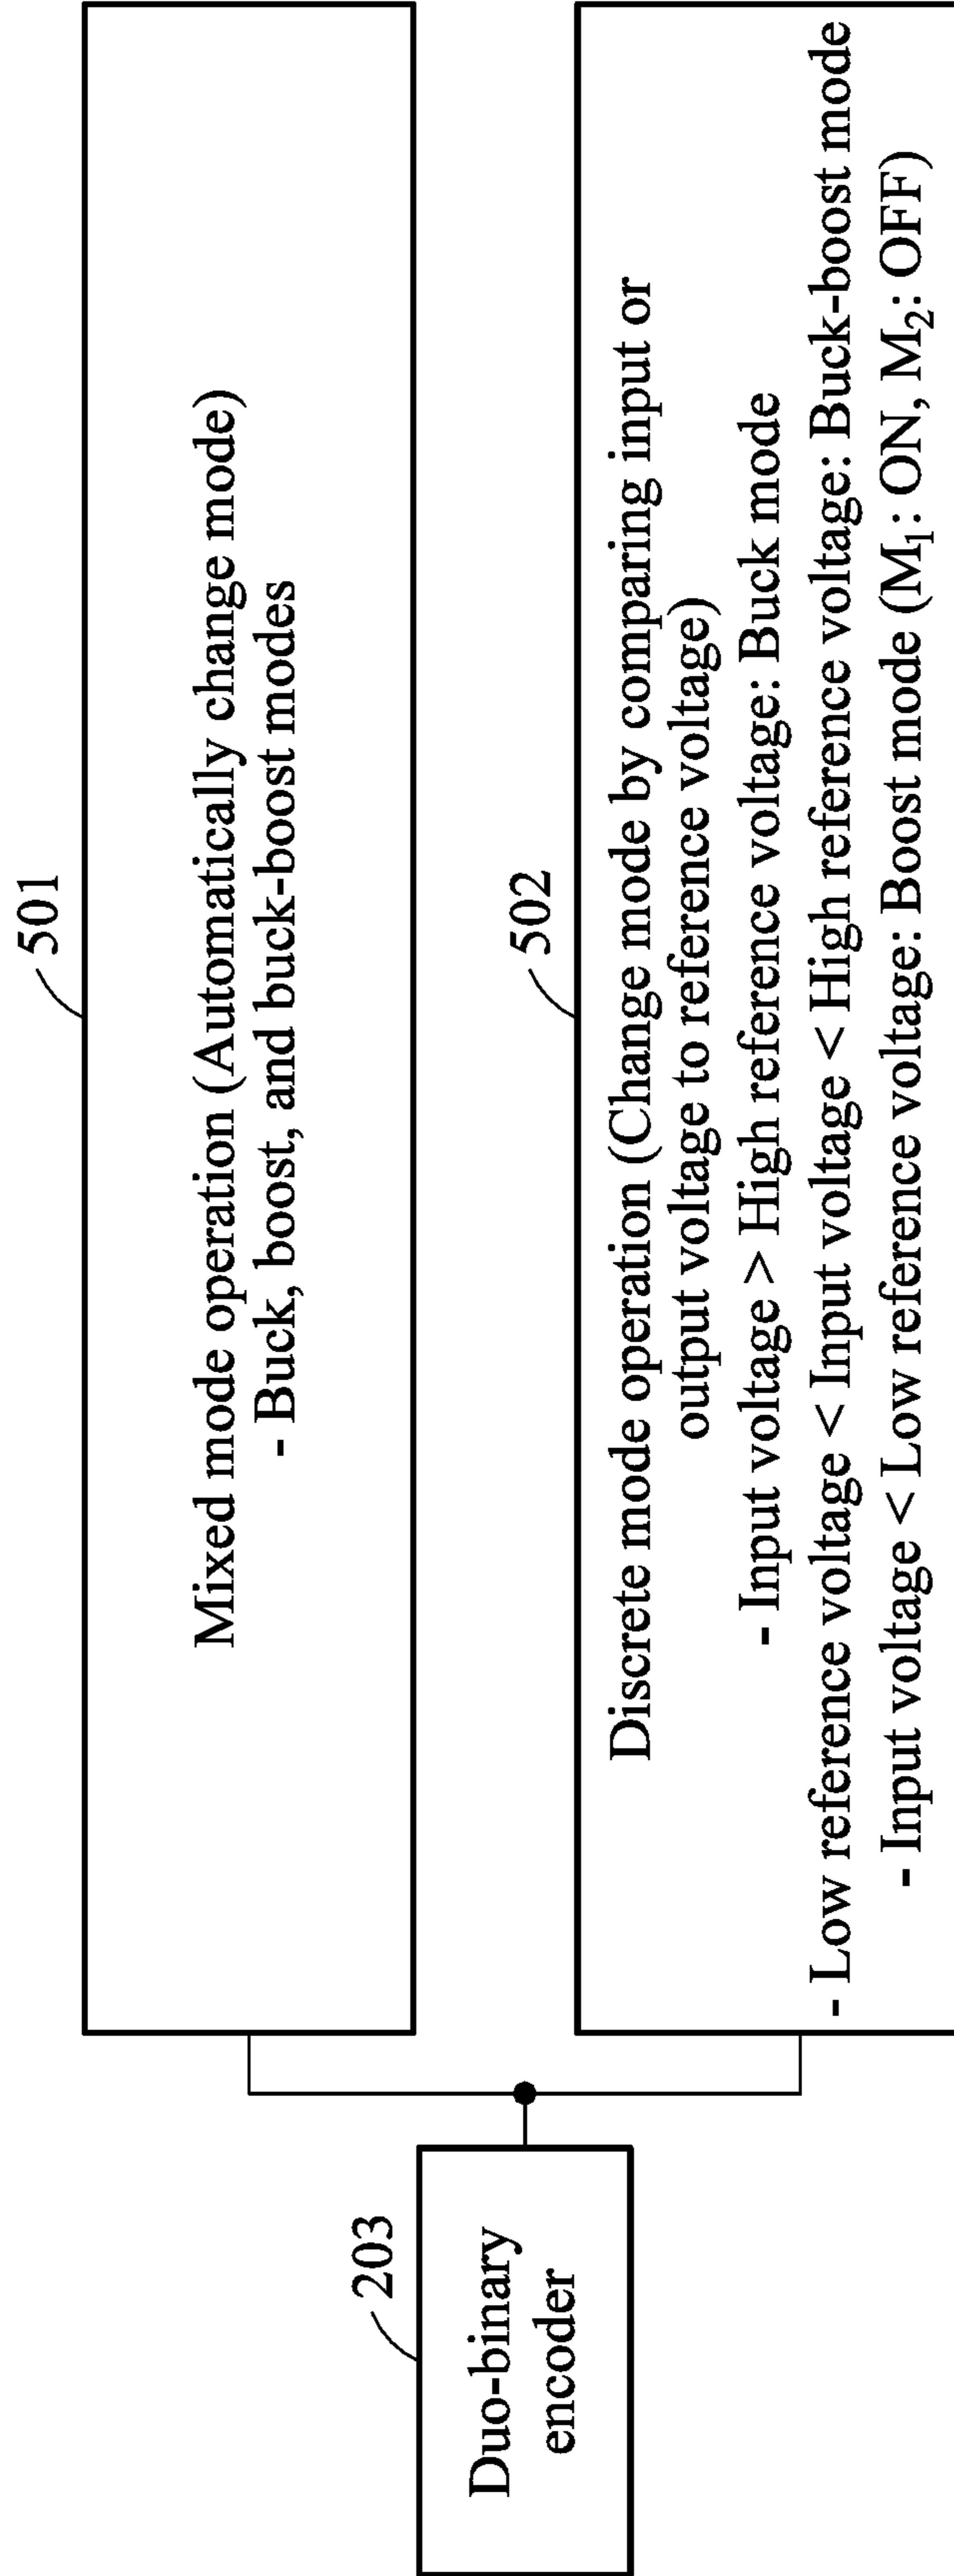 203
Duo-binary
encoder
501
Mixed mode operation (Automatically change mode)
- Buck, boost, and buck-boost modes
502
Discrete mode operation (Change mode by comparing input or
output voltage to reference voltage)
- Input voltage > High reference voltage: Buck mode
- Low reference voltage < Input voltage < High reference voltage: Buck-boost mode
- Input voltage < Low reference voltage: Boost mode (M₁: ON, M₂: OFF)